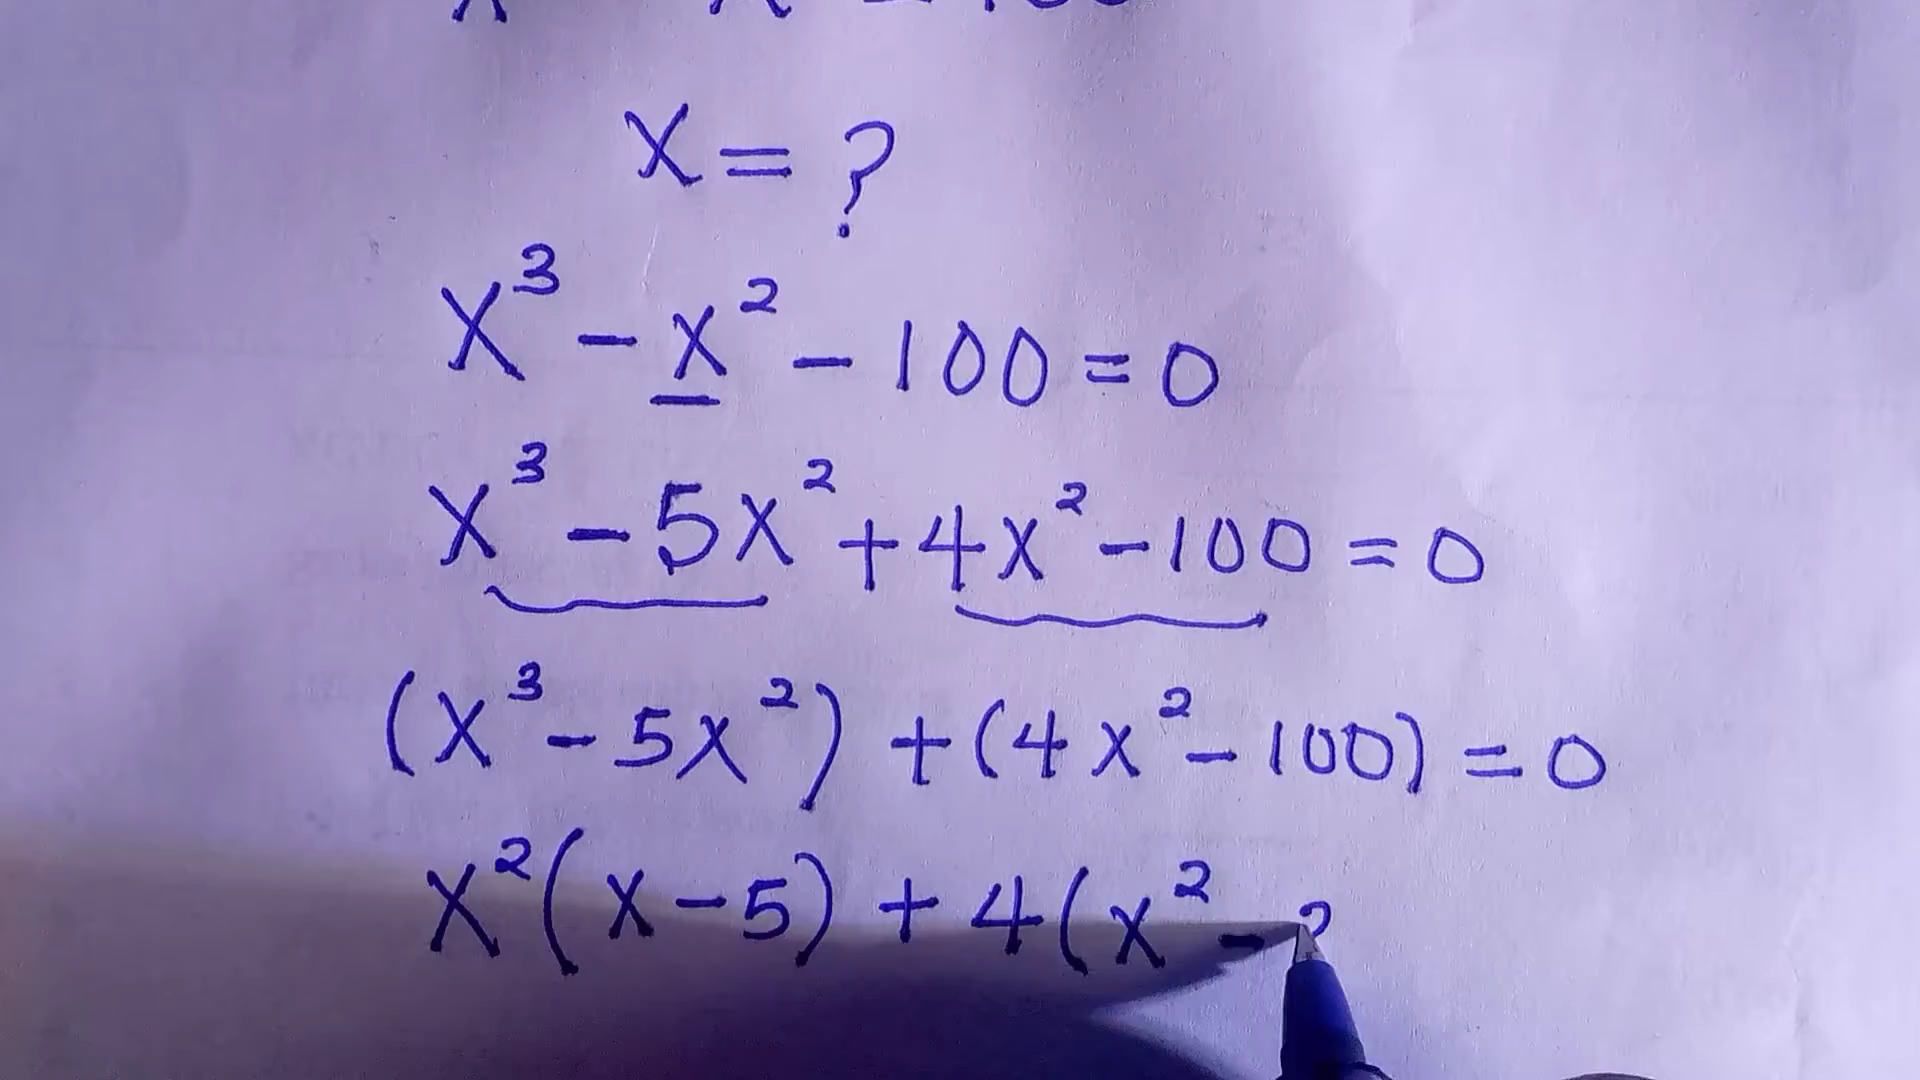 x = ?
x³ - x² - 100 = 0
x³ - 5x² + 4x² - 100 = 0
(x³ - 5x²) + (4x² - 100) = 0
x²(x - 5) + 4(x² -